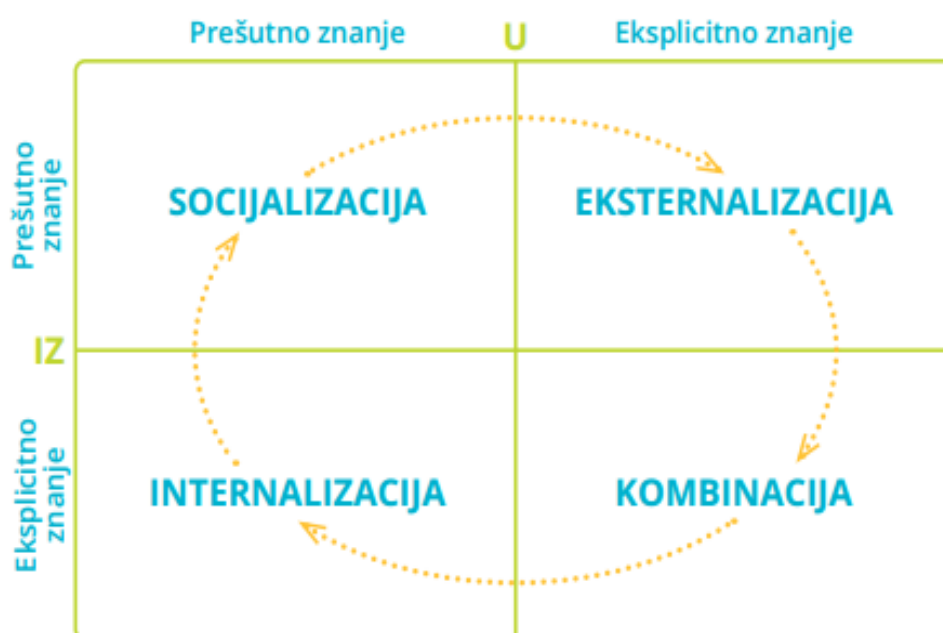 Prešutno znanje
U
Eksplicitno znanje
Prešutno
znanje
SOCIJALIZACIJA
EKSTERNALIZACIJA
IZ
Eksplicitno
znanje
INTERNALIZACIJA
KOMBINACIJA